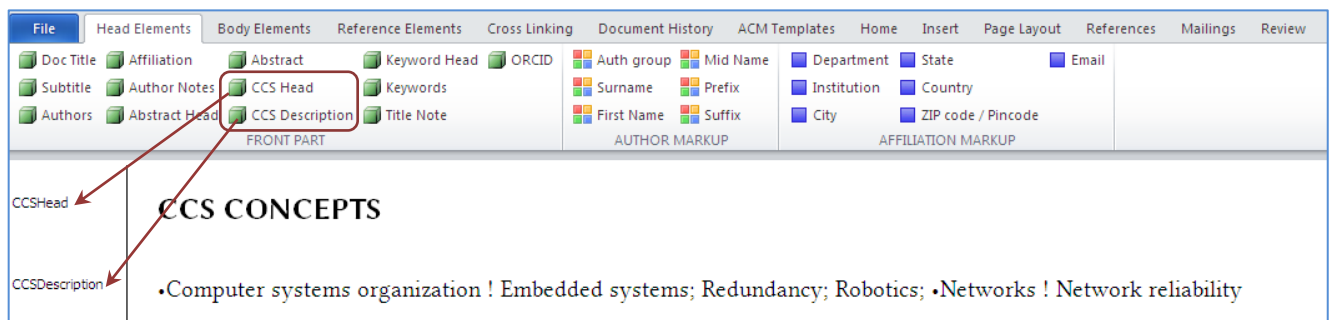 File Head Elements Body Elements Reference Elements Cross Linking Document History ACM Templates Home Insert Page Layout References Mailings Review
Doc Title Affiliation Abstract Keyword Head ORCID Auth group Mid Name Department State Email
Subtitle Author Notes CCS Head Keywords Surname Prefix Institution Country
Authors Abstract Head CCS Description Title Note First Name Suffix City ZIP code / Pincode
FRONT PART AUTHOR MARKUP AFFILIATION MARKUP
CCSHead CCS CONCEPTS
CCSDescription •Computer systems organization ! Embedded systems; Redundancy; Robotics; •Networks ! Network reliability